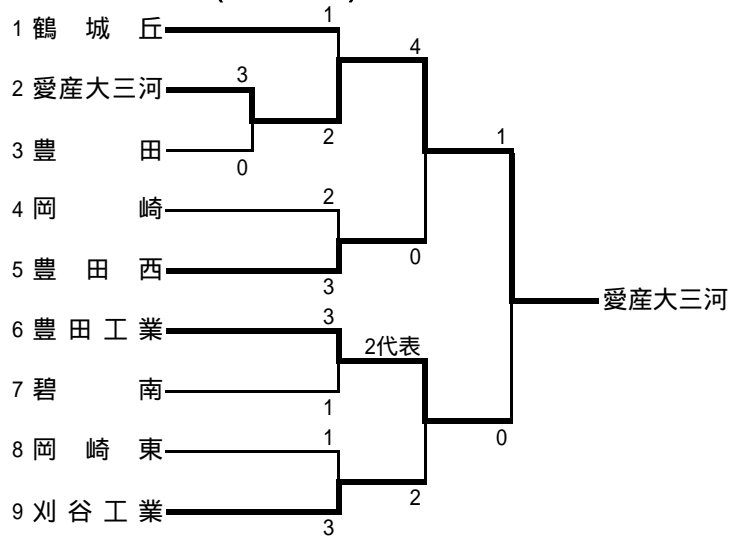 1
1 鶴城丘
4
3
2 愛産大三河
2
1
3 豊田
0
2
4 岡崎
0
5 豊田西
3
愛産大三河
3
6 豊田工業
2代表
7 碧南
1
0
1
8 岡崎東
2
9 刈谷工業
3